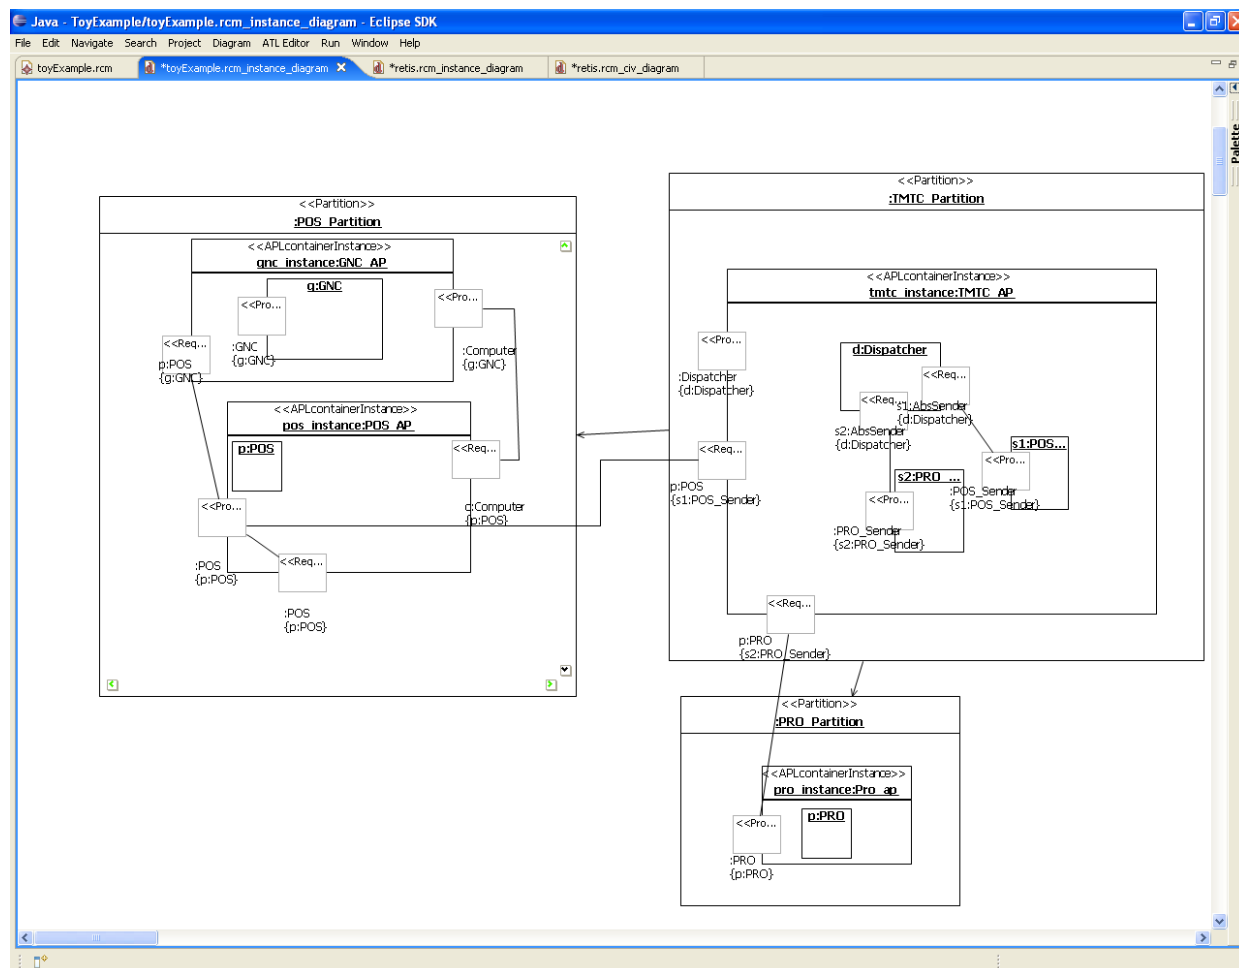 Java - ToyExample/toyExample.rcm_instance_diagram - Eclipse SDK
File Edit Navigate Search Project Diagram ATL Editor Run Window Help
toyExample.rcm
*toyExample.rcm_instance_diagram
*retis.rcm_instance_diagram
*retis.rcm_civ_diagram
Palette
<<Partition>>
:POS_Partition
<<APLcontainerInstance>>
gnc_instance:GNC_AP
g:GNC
<<Pro...
<<Pro...
<<Req...
p:POS
{g:GNC}
:GNC
{g:GNC}
:Computer
{g:GNC}
<<APLcontainerInstance>>
pos_instance:POS_AP
p:POS
<<Req...
c:Computer
{p:POS}
<<Pro...
:POS
{p:POS}
<<Req...
:POS
{p:POS}
<<Partition>>
:TMTC_Partition
<<APLcontainerInstance>>
tmtc_instance:TMTC_AP
<<Pro...
:Dispatcher
{d:Dispatcher}
d:Dispatcher
<<Req...
s1:AbsSender
{d:Dispatcher}
<<Req...
s2:AbsSender
{d:Dispatcher}
s1:POS...
<<Pro...
:POS_Sender
{s1:POS_Sender}
s2:PRO_...
<<Pro...
:PRO_Sender
{s2:PRO_Sender}
<<Req...
p:POS
{s1:POS_Sender}
<<Req...
p:PRO
{s2:PRO_Sender}
<<Partition>>
:PRO_Partition
<<APLcontainerInstance>>
pro_instance:Pro_ap
p:PRO
<<Pro...
:PRO
{p:PRO}